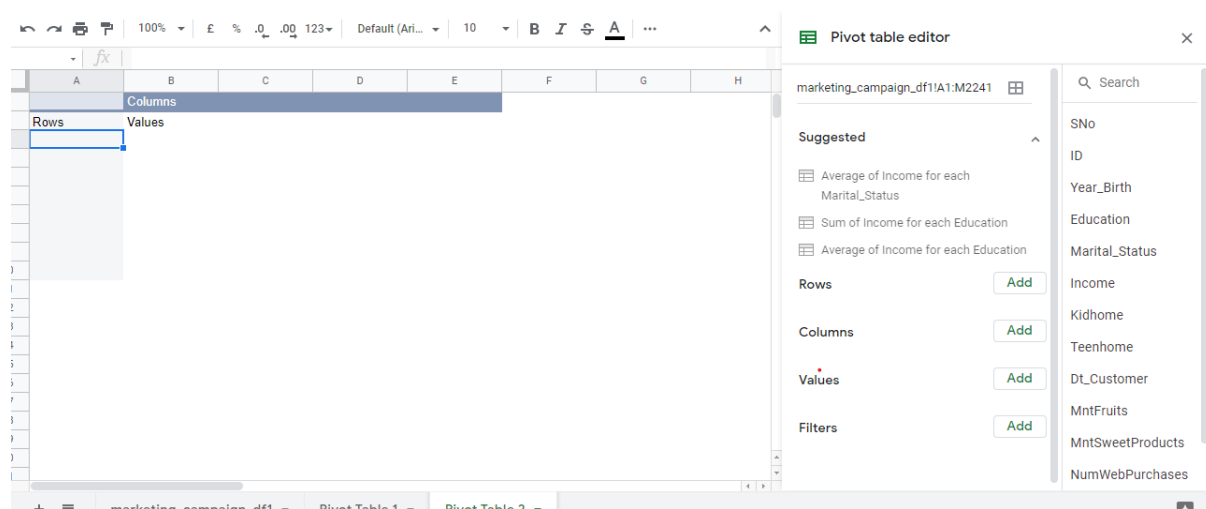 100% £ % .0 .00 123 Default (Ari... 10 B I S A ...
Pivot table editor
fx
A B C D E F G H
Columns
Rows Values
marketing_campaign_df1!A1:M2241
Suggested
Average of Income for each
Marital_Status
Sum of Income for each Education
Average of Income for each Education
Rows Add
Columns Add
Values Add
Filters Add
Search
SNo
ID
Year_Birth
Education
Marital_Status
Income
Kidhome
Teenhome
Dt_Customer
MntFruits
MntSweetProducts
NumWebPurchases
marketing_campaign_df1 Pivot Table 1 Pivot Table 2